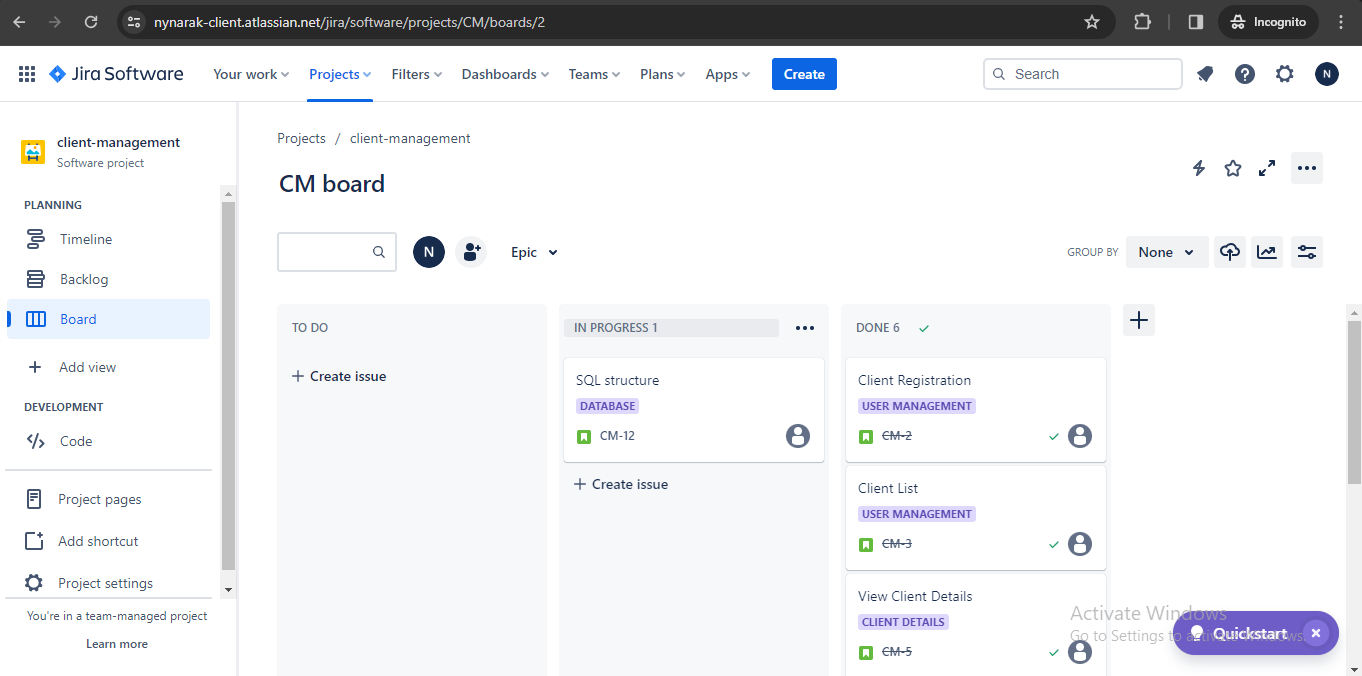 nynarak-client.atlassian.net/jira/software/projects/CM/boards/2
Incognito
Jira Software
Your work
Projects
Filters
Dashboards
Teams
Plans
Apps
Create
Search
N
client-management
Software project
PLANNING
Timeline
Backlog
Board
Add view
DEVELOPMENT
Code
Project pages
Add shortcut
Project settings
You're in a team-managed project
Learn more
Projects / client-management
CM board
N
Epic
GROUP BY
None
TO DO
+ Create issue
IN PROGRESS 1
SQL structure
DATABASE
CM-12
+ Create issue
DONE 6
Client Registration
USER MANAGEMENT
CM-2
Client List
USER MANAGEMENT
CM-3
View Client Details
CLIENT DETAILS
CM-5
Activate Windows
Go to Settings to activate Windows.
Quickstart